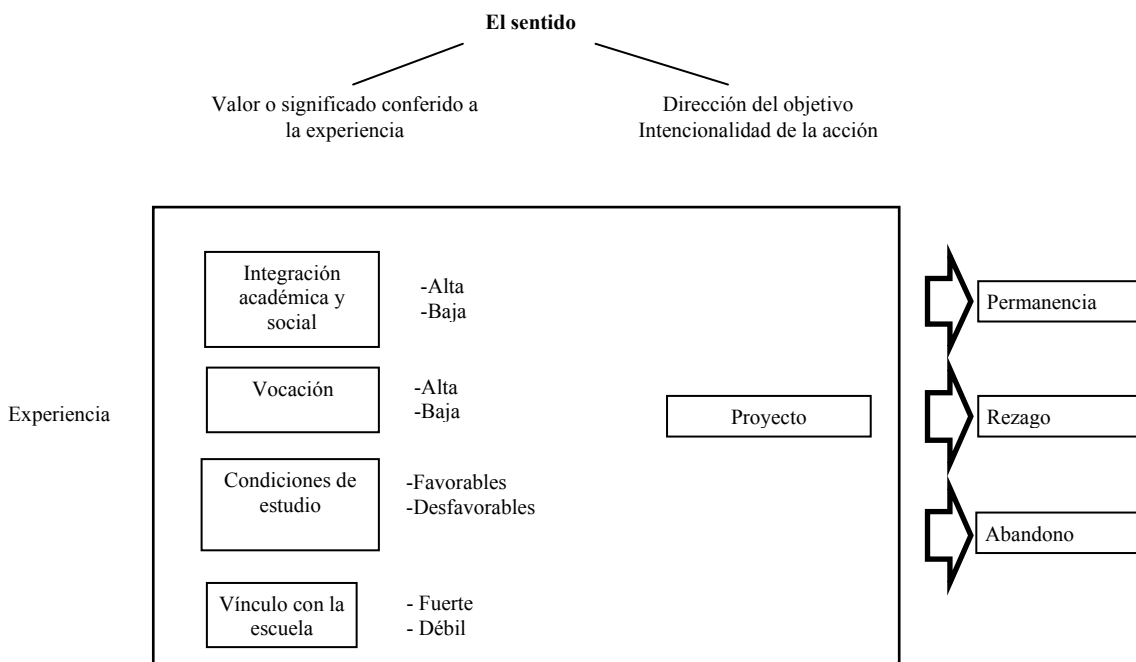 El sentido
Valor o significado conferido a
la experiencia
Dirección del objetivo
Intencionalidad de la acción
Experiencia
Integración
académica y
social
-Alta
-Baja
Vocación
-Alta
-Baja
Condiciones de
estudio
-Favorables
-Desfavorables
Vínculo con la
escuela
- Fuerte
- Débil
Proyecto
Permanencia
Rezago
Abandono